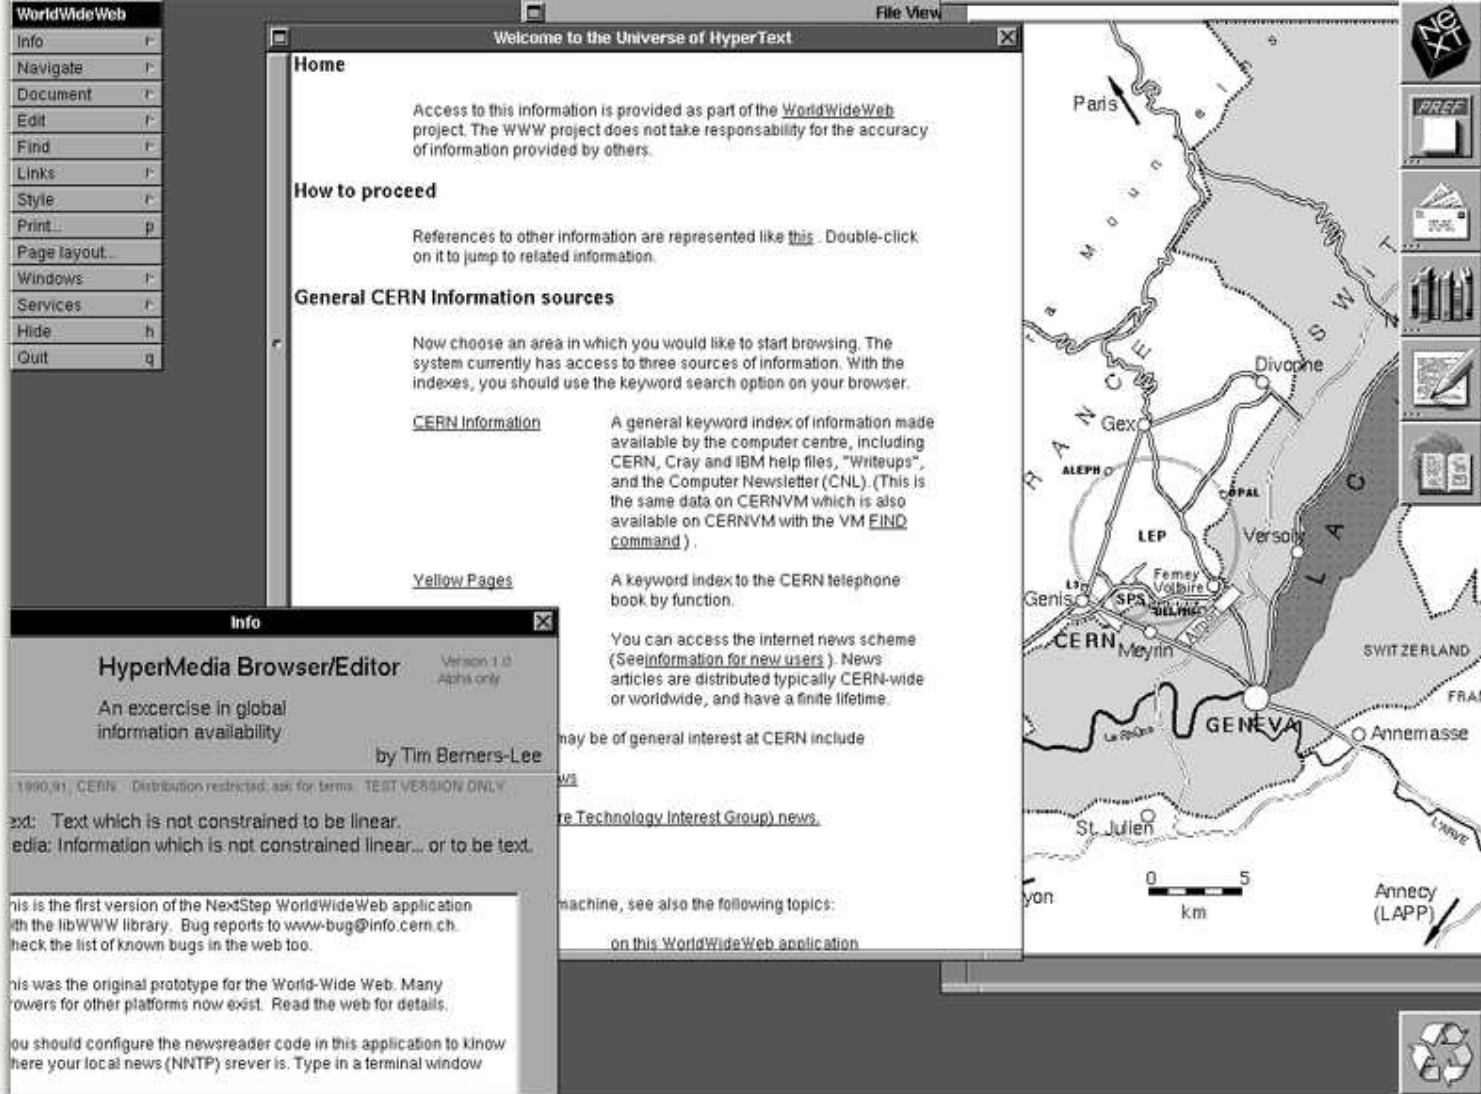 WorldWideWeb
Info
Navigate
Document
Edit
Find
Links
Style
Print... p
Page layout...
Windows
Services
Hide h
Quit q
File View
Welcome to the Universe of HyperText
Home
Access to this information is provided as part of the WorldWideWeb
project. The WWW project does not take responsability for the accuracy
of information provided by others.
How to proceed
References to other information are represented like this . Double-click
on it to jump to related information.
General CERN Information sources
Now choose an area in which you would like to start browsing. The
system currently has access to three sources of information. With the
indexes, you should use the keyword search option on your browser.
CERN Information
A general keyword index of information made
available by the computer centre, including
CERN, Cray and IBM help files, "Writeups",
and the Computer Newsletter (CNL). (This is
the same data on CERNVM which is also
available on CERNVM with the VM FIND
command ) .
Yellow Pages
A keyword index to the CERN telephone
book by function.
You can access the internet news scheme
(Seeinformation for new users ). News
articles are distributed typically CERN-wide
or worldwide, and have a finite lifetime.
may be of general interest at CERN include
ws
re Technology Interest Group) news.
machine, see also the following topics:
on this WorldWideWeb application
Info
HyperMedia Browser/Editor
Version 1.0
Alpha only
An excercise in global
information availability
by Tim Berners-Lee
1990,91, CERN. Distribution restricted: ask for terms. TEST VERSION ONLY
ext: Text which is not constrained to be linear.
edia: Information which is not constrained linear... or to be text.
his is the first version of the NextStep WorldWideWeb application
ith the libWWW library. Bug reports to www-bug@info.cern.ch.
heck the list of known bugs in the web too.
his was the original prototype for the World-Wide Web. Many
rowers for other platforms now exist. Read the web for details.
ou should configure the newsreader code in this application to klnow
here your local news (NNTP) srever is. Type in a terminal window
Paris
Mountains
FRANCE
SWIT
Divonne
Gex
ALEPH
OPAL
LEP
Versoix
LAC
Ferney
Voltaire
L3
Genis
SPS
DELPHI
CERN
Meyrin
SWITZERLAND
FRA
GENEVA
Le Rhône
Annemasse
St. Julien
L'ARVE
0 5
km
yon
Annecy
(LAPP)
NeXT
PREF